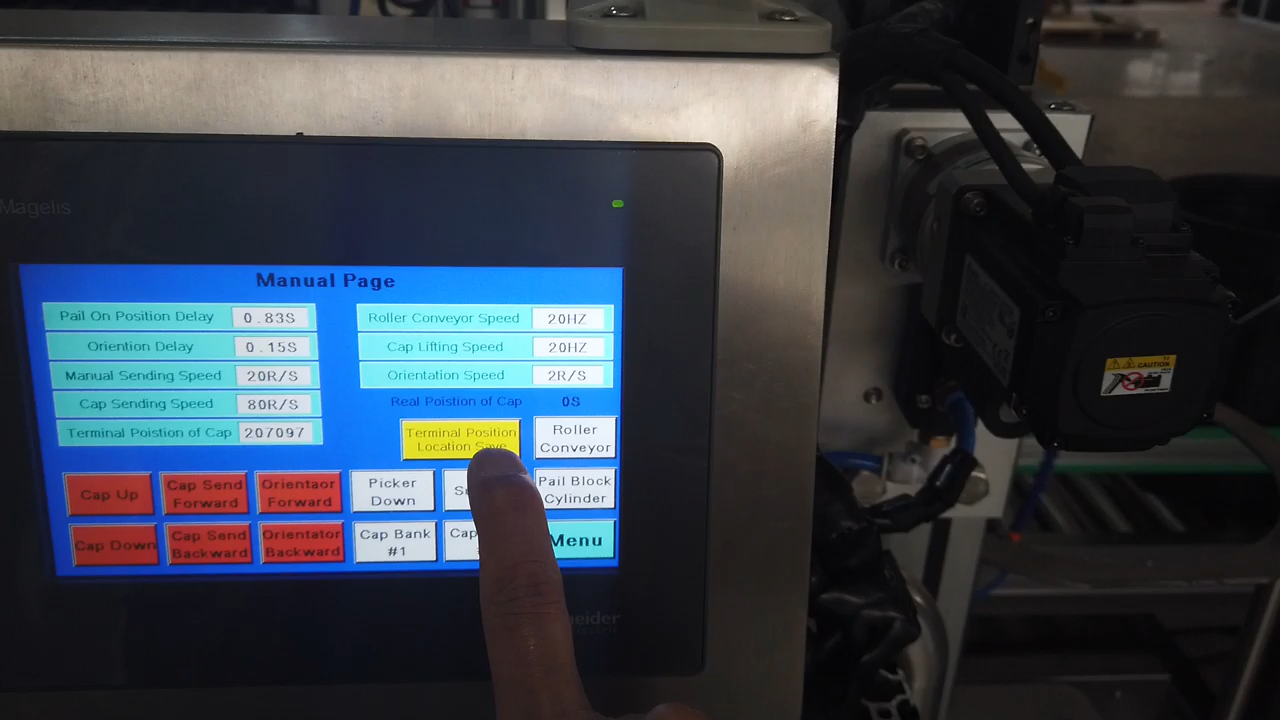 Magelis
Manual Page
Pail On Position Delay 0.83S
Roller Conveyor Speed 20HZ
Oriention Delay 0.15S
Cap Lifting Speed 20HZ
Manual Sending Speed 20R/S
Orientation Speed 2R/S
Cap Sending Speed 80R/S
Real Poistion of Cap 0S
Terminal Poistion of Cap 207097
Terminal Position
Location Save
Roller
Conveyor
Cap Up
Cap Send
Forward
Orientaor
Forward
Picker
Down
Pail Block
Cylinder
Cap Down
Cap Send
Backward
Orientator
Backward
Cap Bank
#1
Cap
Menu
CAUTION